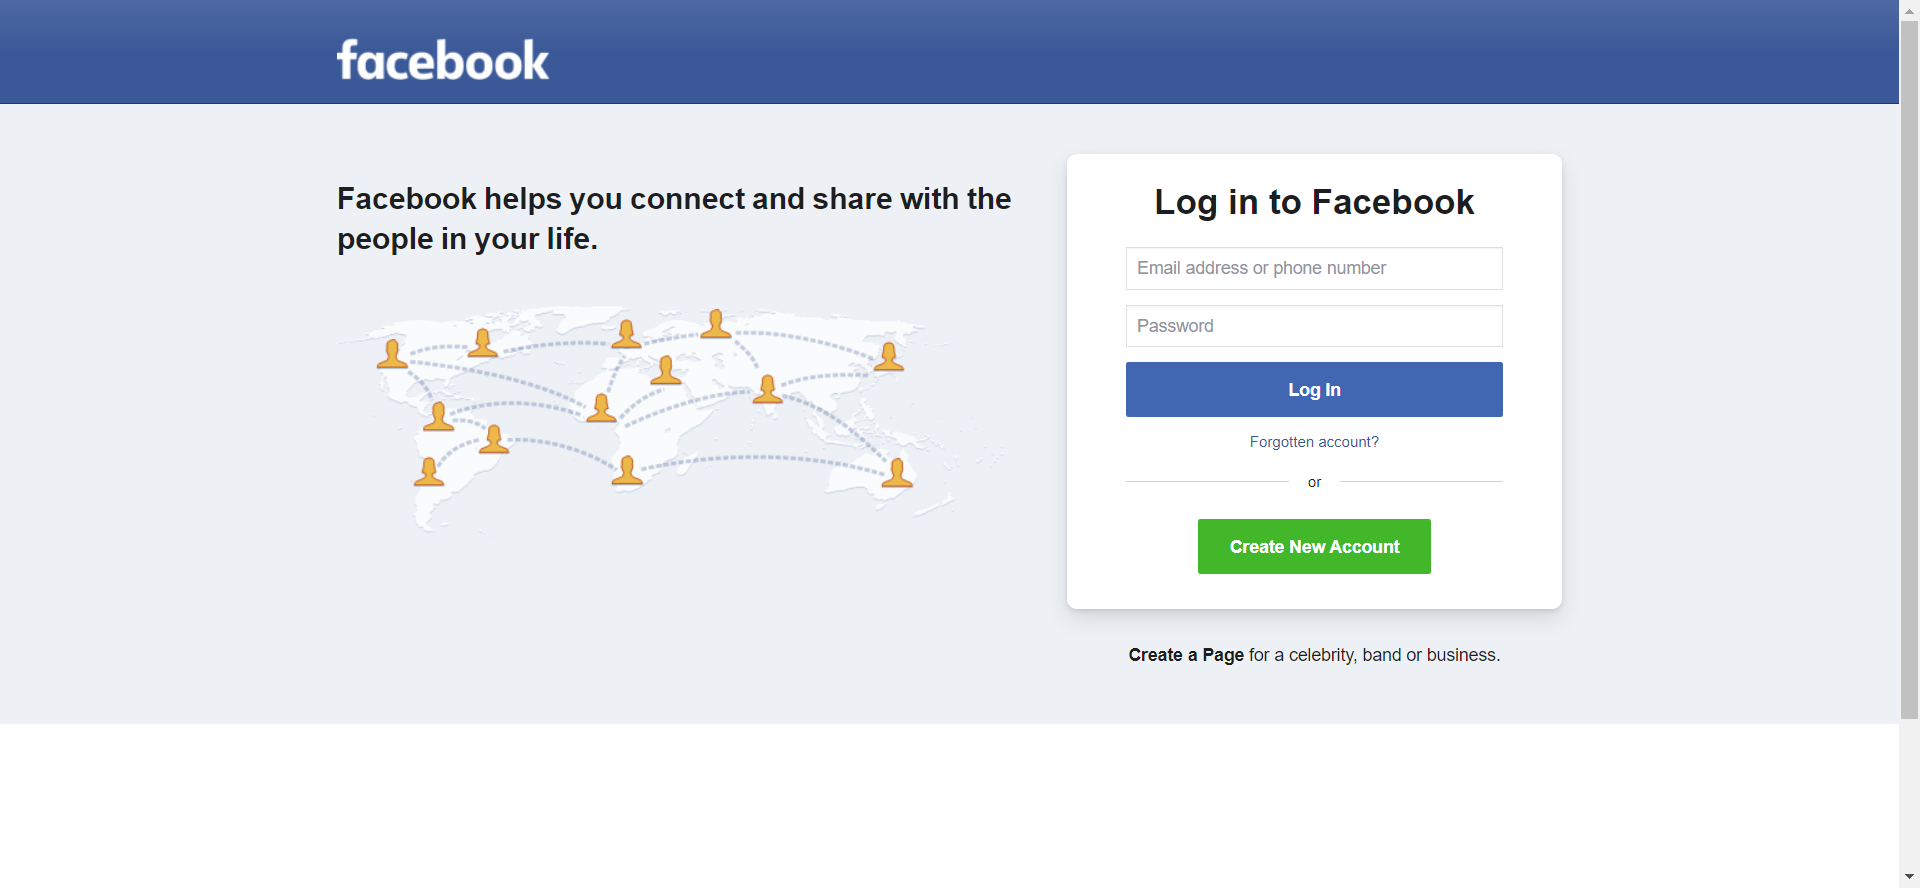 facebook
Facebook helps you connect and share with the
people in your life.
Log in to Facebook
Email address or phone number
Password
Log In
Forgotten account?
or
Create New Account
Create a Page for a celebrity, band or business.